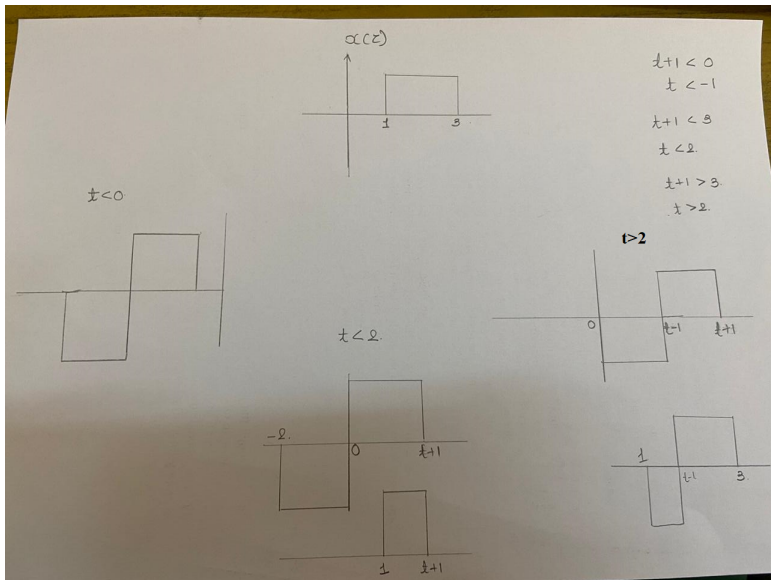 x(τ)
1 3
t+1 < 0
t < -1
t+1 < 3
t < 2.
t+1 > 3.
t > 2.
t < 0
t>2
0 t-1 t+1
t < 2.
-2.
0 t+1
1 t-1 3.
1 t+1